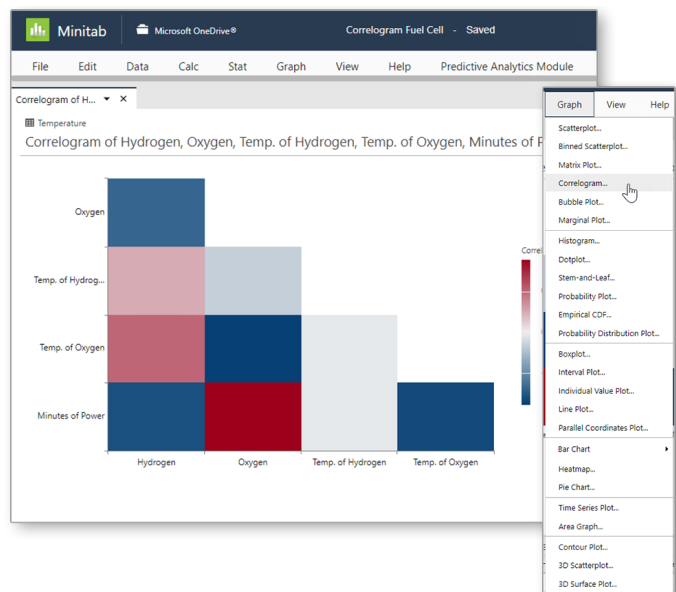 Minitab
Microsoft OneDrive®
Correlogram Fuel Cell - Saved
File Edit Data Calc Stat Graph View Help Predictive Analytics Module
Correlogram of H...
Temperature
Correlogram of Hydrogen, Oxygen, Temp. of Hydrogen, Temp. of Oxygen, Minutes of P
Oxygen
Temp. of Hydrog...
Temp. of Oxygen
Minutes of Power
Hydrogen Oxygen Temp. of Hydrogen Temp. of Oxygen
Correl
Graph View Help
Scatterplot...
Binned Scatterplot...
Matrix Plot...
Correlogram...
Bubble Plot...
Marginal Plot...
Histogram...
Dotplot...
Stem-and-Leaf...
Probability Plot...
Empirical CDF...
Probability Distribution Plot...
Boxplot...
Interval Plot...
Individual Value Plot...
Line Plot...
Parallel Coordinates Plot...
Bar Chart
Heatmap...
Pie Chart...
Time Series Plot...
Area Graph...
Contour Plot...
3D Scatterplot...
3D Surface Plot...